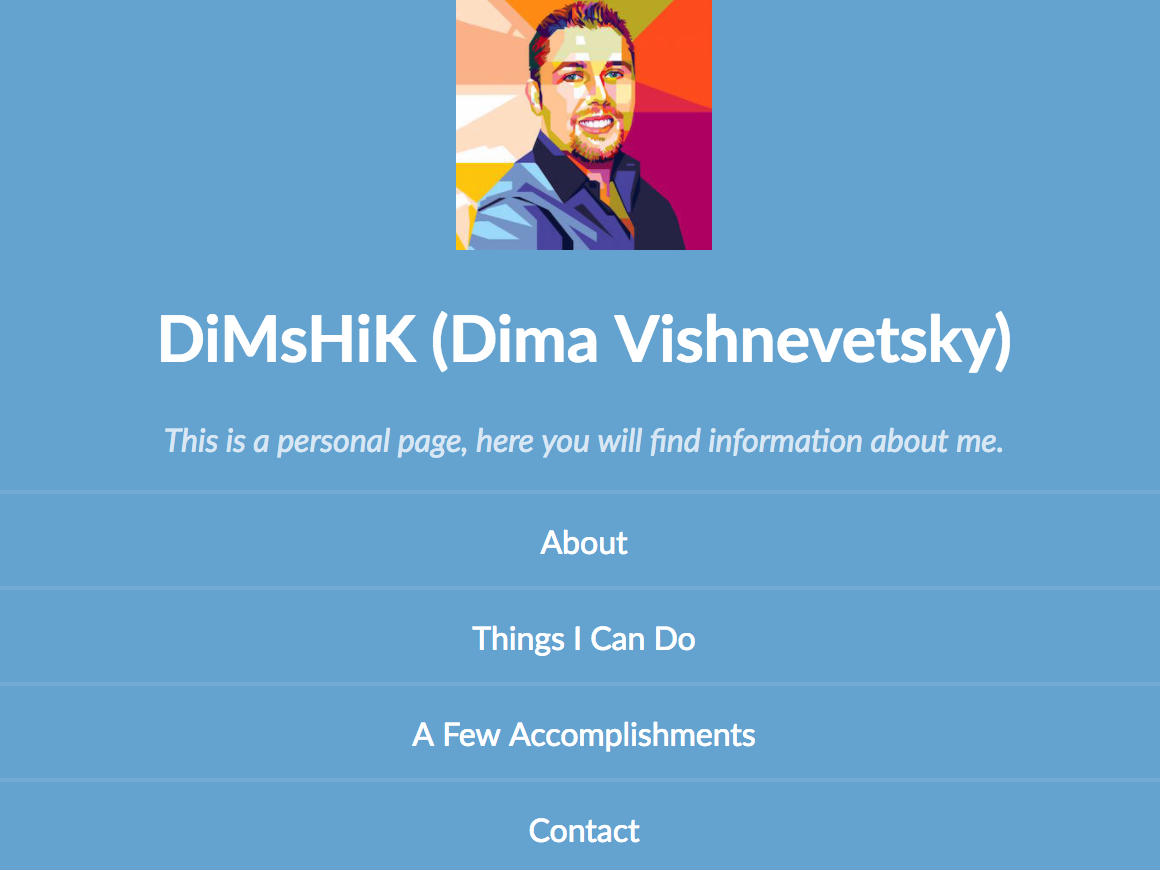 DiMsHiK (Dima Vishnevetsky)
This is a personal page, here you will find information about me.
About
Things I Can Do
A Few Accomplishments
Contact